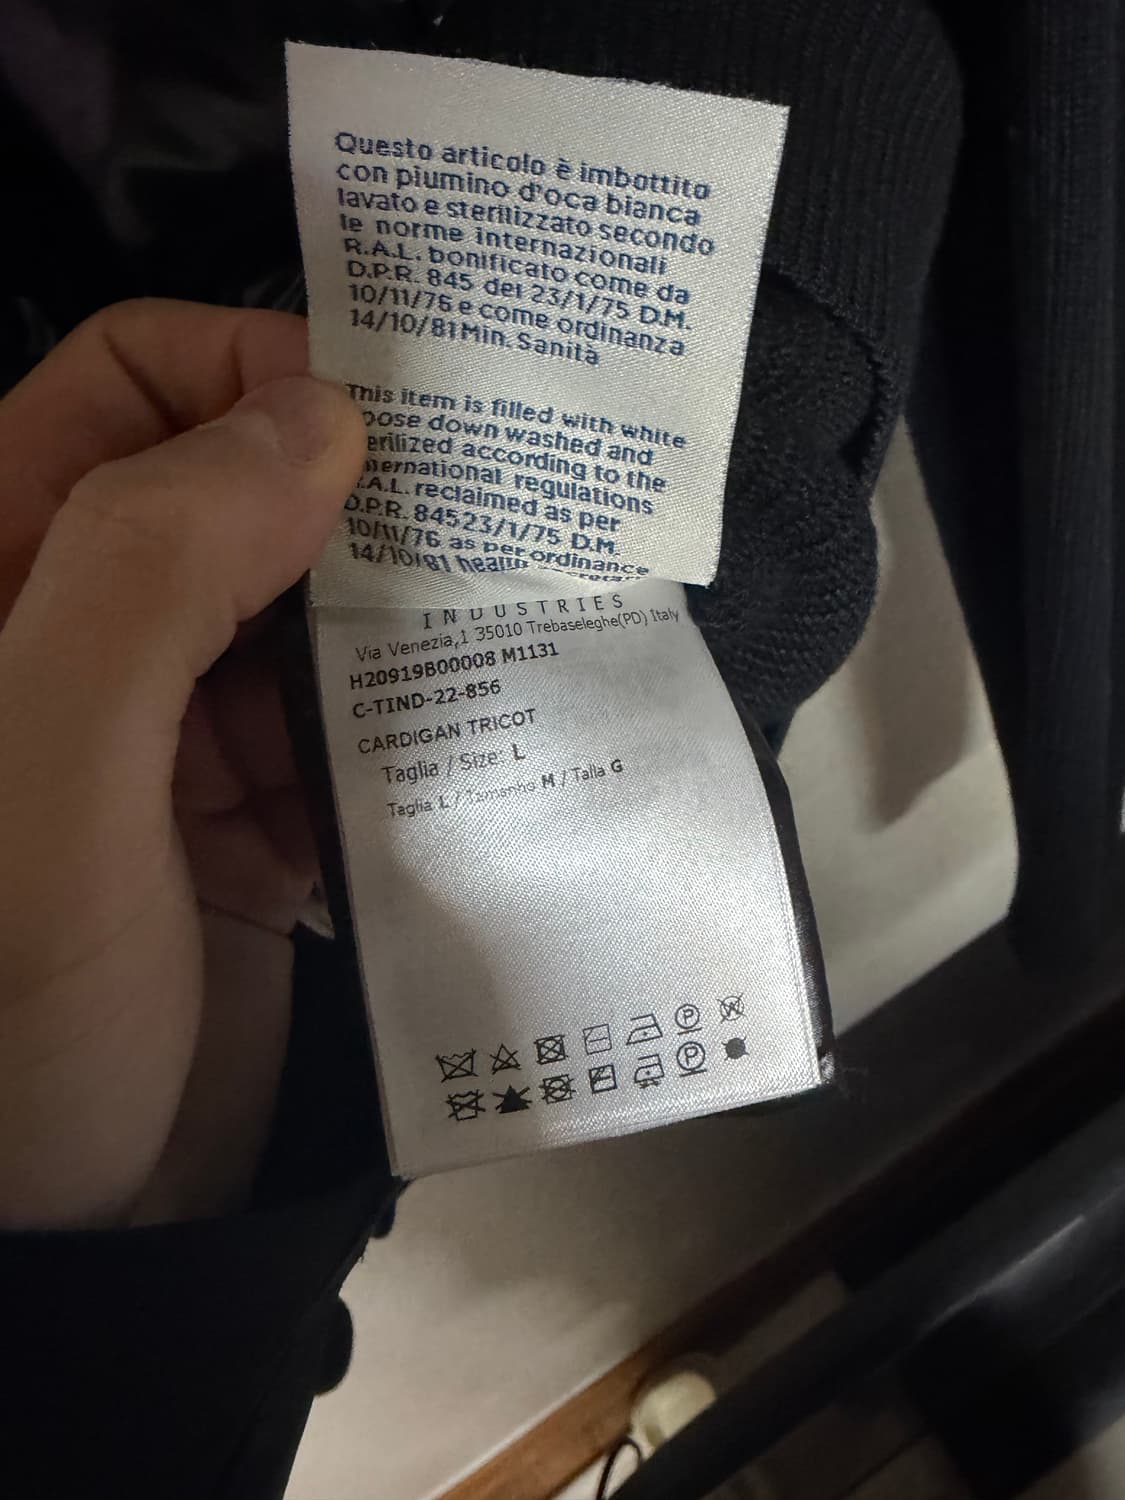 Questo articolo è imbottito
con piumino d'oca bianca
lavato e sterilizzato secondo
le norme internazionali
R.A.L. bonificato come da
D.P.R. 845 del 23/1/75 D.M.
10/11/76 e come ordinanza
14/10/81 Min. Sanità
This item is filled with white
oose down washed and
erilized according to the
ernational regulations
.A.L. reclaimed as per
D.P.R. 84523/1/75 D.M.
10/11/76 as per ordinance
14/10/81 health
INDUSTRIES
Via Venezia,1 35010 Trebaseleghe(PD) Italy
H20919B00008 M1131
C-TIND-22-856
CARDIGAN TRICOT
Taglia / Size: L
Taglia L / Tamanho M / Talla G